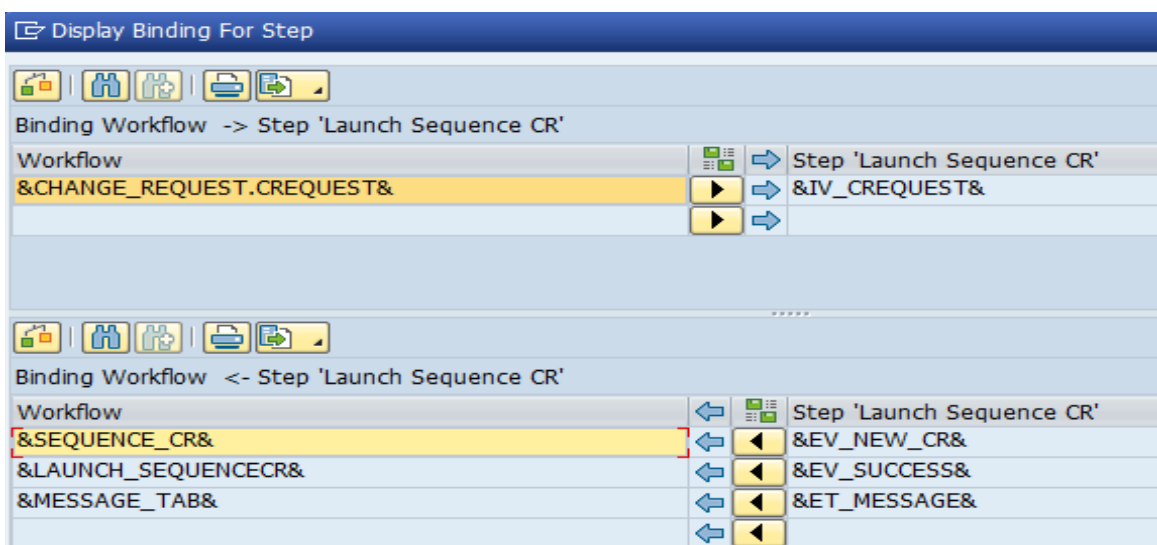 Display Binding For Step
Binding Workflow -> Step 'Launch Sequence CR'
Workflow Step 'Launch Sequence CR'
&CHANGE_REQUEST.CREQUEST& &IV_CREQUEST&
Binding Workflow <- Step 'Launch Sequence CR'
Workflow Step 'Launch Sequence CR'
&SEQUENCE_CR& &EV_NEW_CR&
&LAUNCH_SEQUENCECR& &EV_SUCCESS&
&MESSAGE_TAB& &ET_MESSAGE&